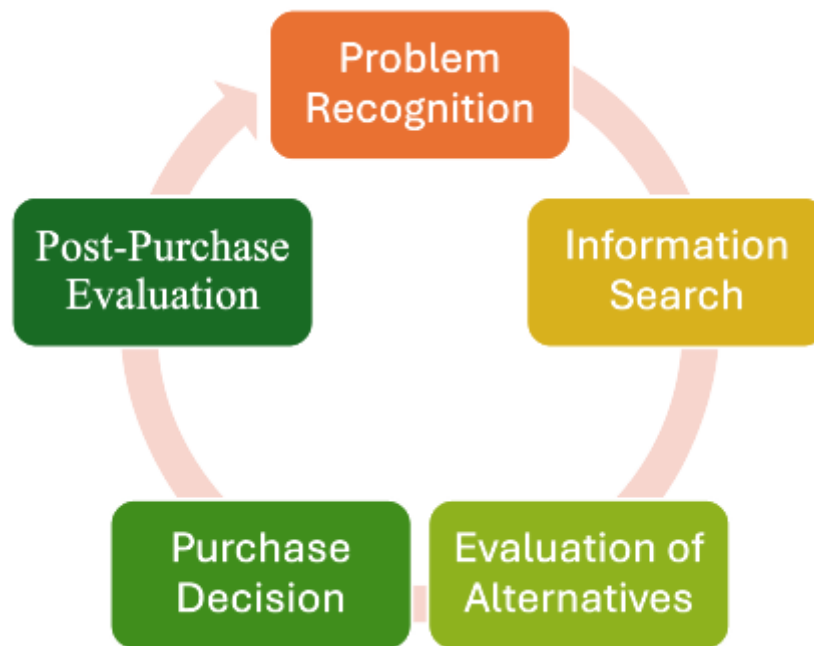 Problem
Recognition
Information
Search
Evaluation of
Alternatives
Purchase
Decision
Post-Purchase
Evaluation